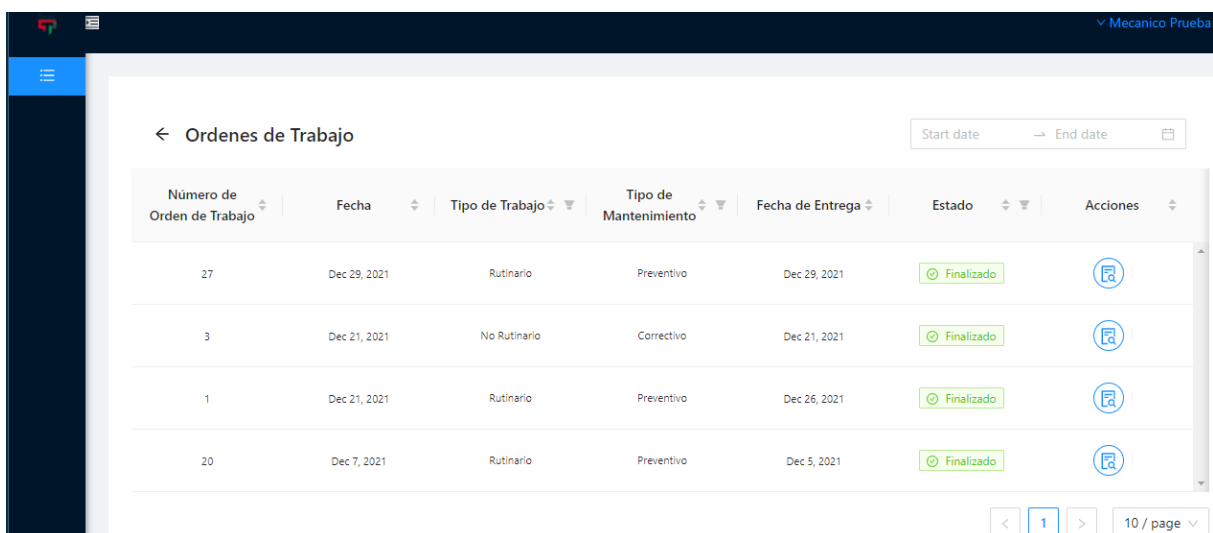 Mecanico Prueba
Ordenes de Trabajo
Start date End date
Número de Orden de Trabajo Fecha Tipo de Trabajo Tipo de Mantenimiento Fecha de Entrega Estado Acciones
27 Dec 29, 2021 Rutinario Preventivo Dec 29, 2021 Finalizado
3 Dec 21, 2021 No Rutinario Correctivo Dec 21, 2021 Finalizado
1 Dec 21, 2021 Rutinario Preventivo Dec 26, 2021 Finalizado
20 Dec 7, 2021 Rutinario Preventivo Dec 5, 2021 Finalizado
< 1 > 10 / page